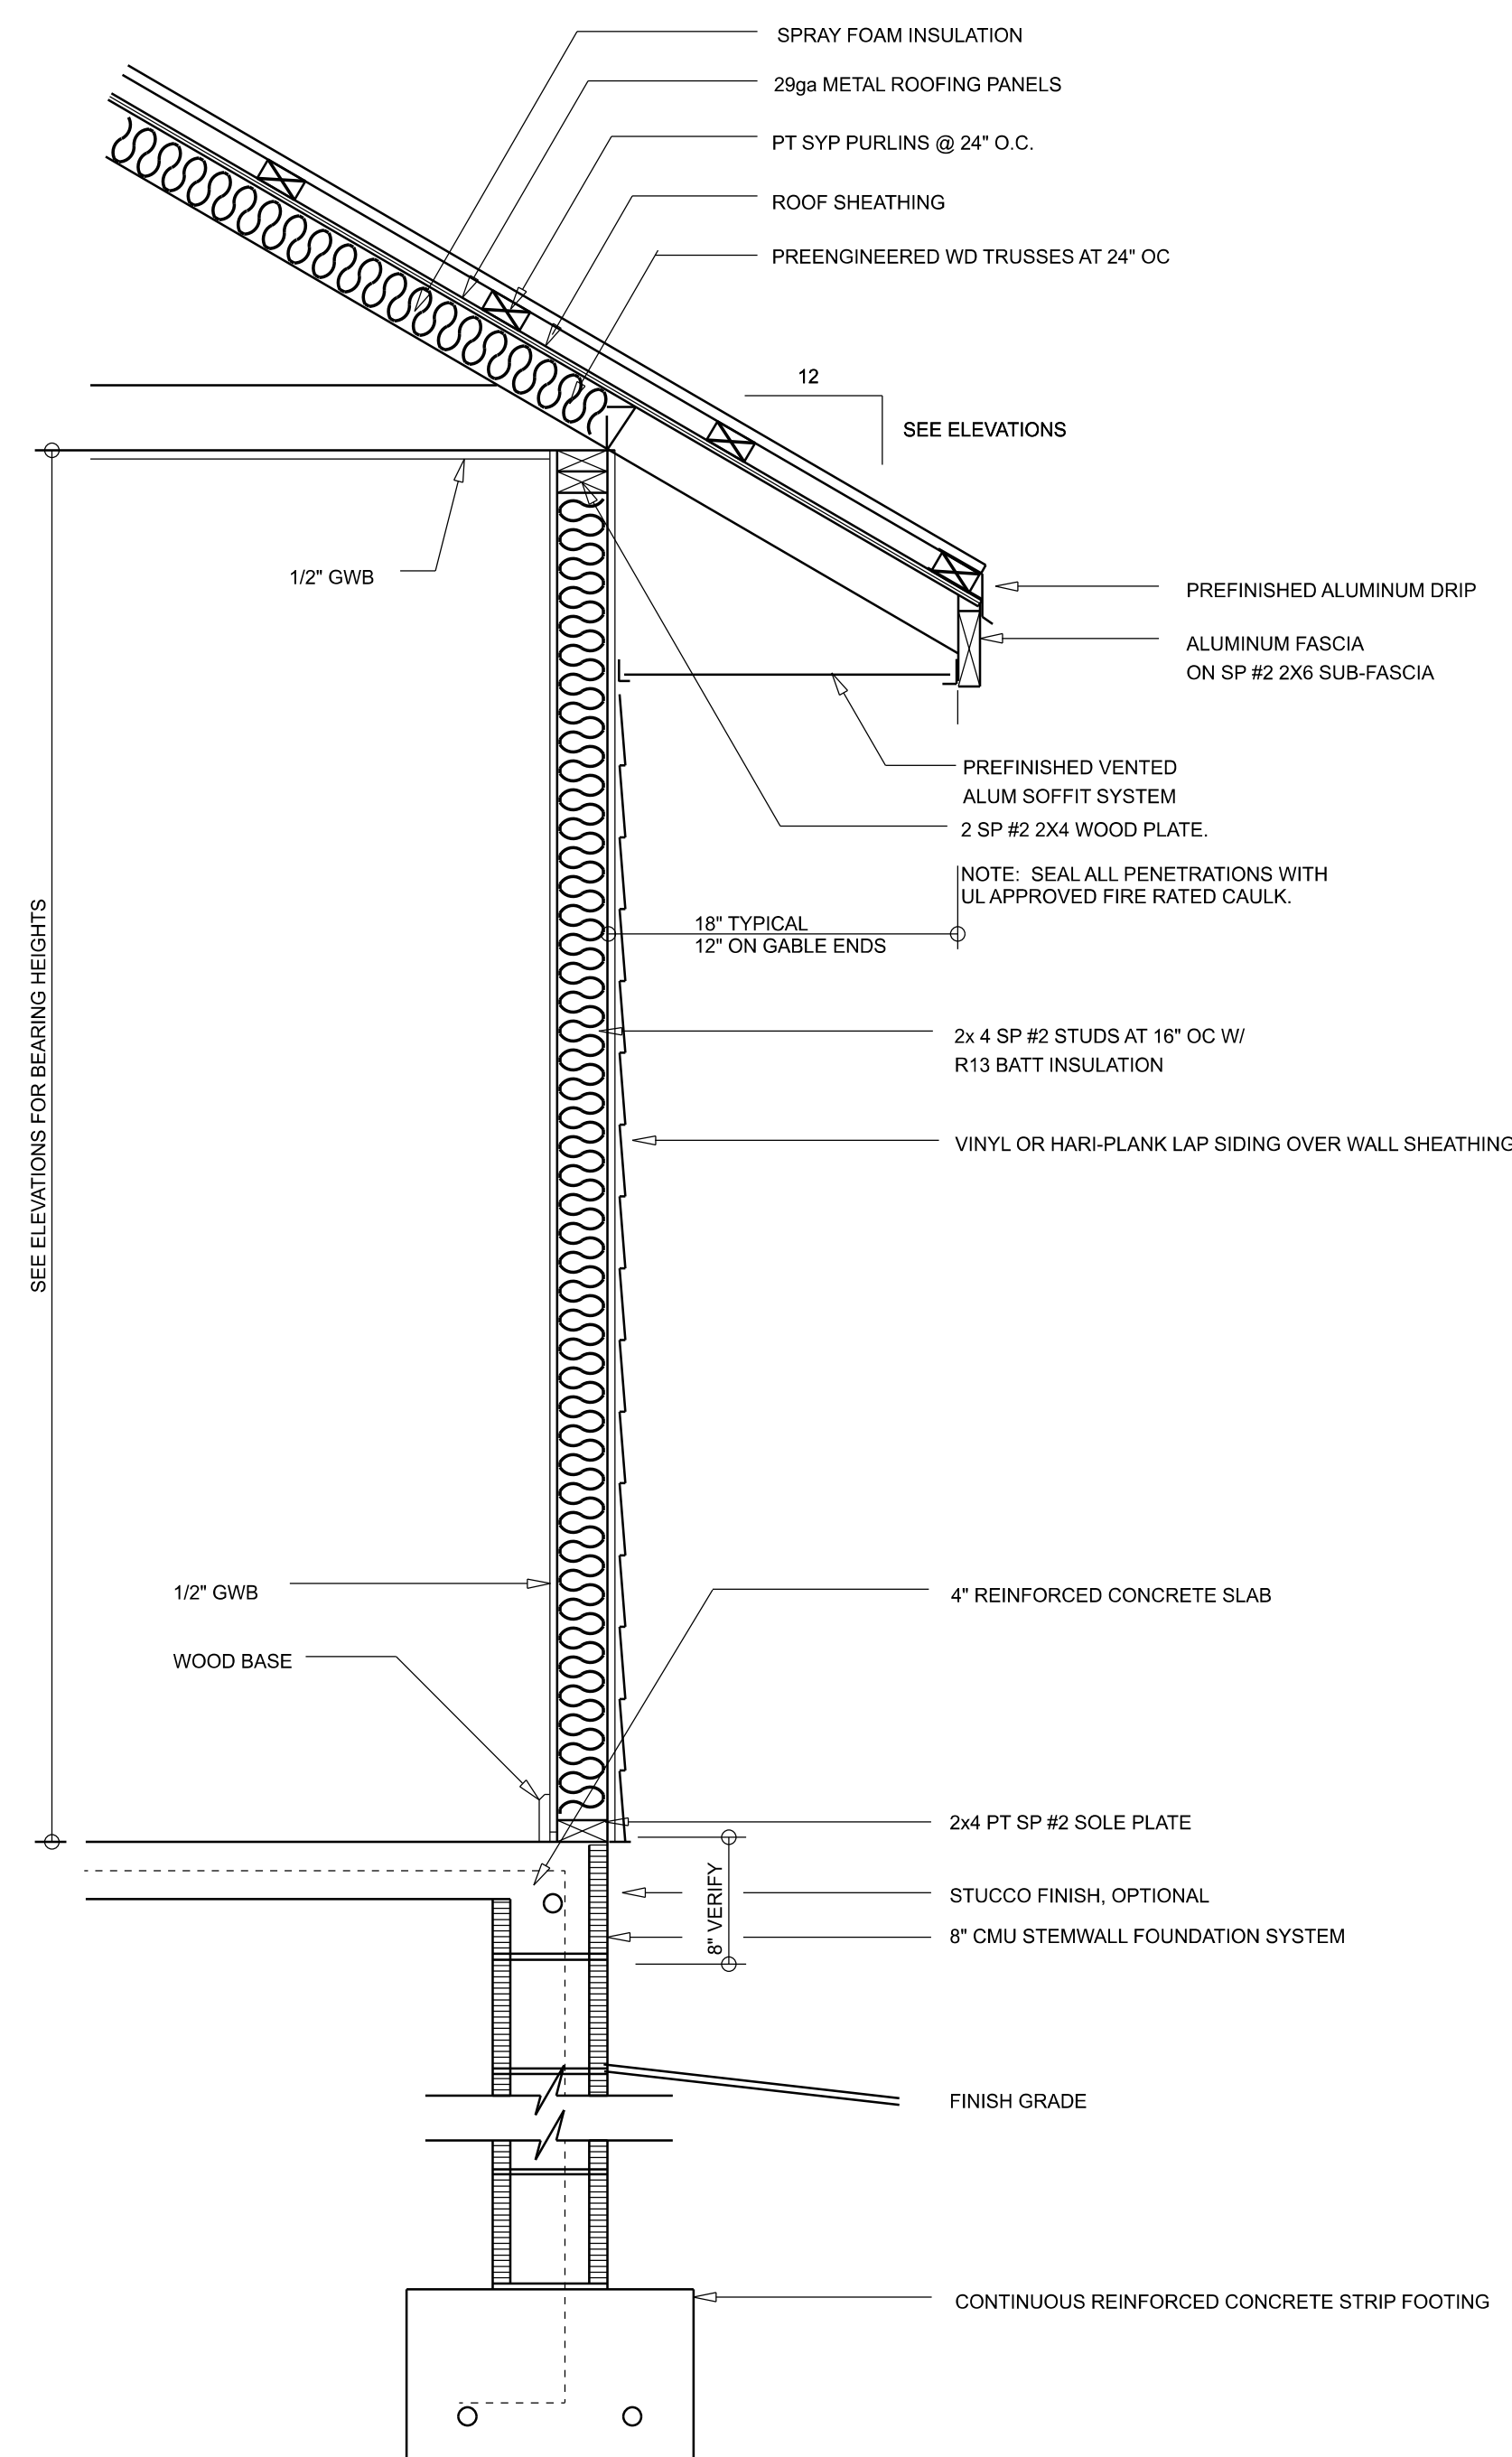 SPRAY FOAM INSULATION
29ga METAL ROOFING PANELS
PT SYP PURLINS @ 24" O.C.
ROOF SHEATHING
PREENGINEERED WD TRUSSES AT 24" OC
12
SEE ELEVATIONS
1/2" GWB
PREFINISHED ALUMINUM DRIP
ALUMINUM FASCIA
ON SP #2 2X6 SUB-FASCIA
PREFINISHED VENTED
ALUM SOFFIT SYSTEM
2 SP #2 2X4 WOOD PLATE.
NOTE: SEAL ALL PENETRATIONS WITH
UL APPROVED FIRE RATED CAULK.
18" TYPICAL
12" ON GABLE ENDS
SEE ELEVATIONS FOR BEARING HEIGHTS
2x 4 SP #2 STUDS AT 16" OC W/
R13 BATT INSULATION
VINYL OR HARI-PLANK LAP SIDING OVER WALL SHEATHING
1/2" GWB
4" REINFORCED CONCRETE SLAB
WOOD BASE
2x4 PT SP #2 SOLE PLATE
8" VERIFY
STUCCO FINISH, OPTIONAL
8" CMU STEMWALL FOUNDATION SYSTEM
FINISH GRADE
CONTINUOUS REINFORCED CONCRETE STRIP FOOTING